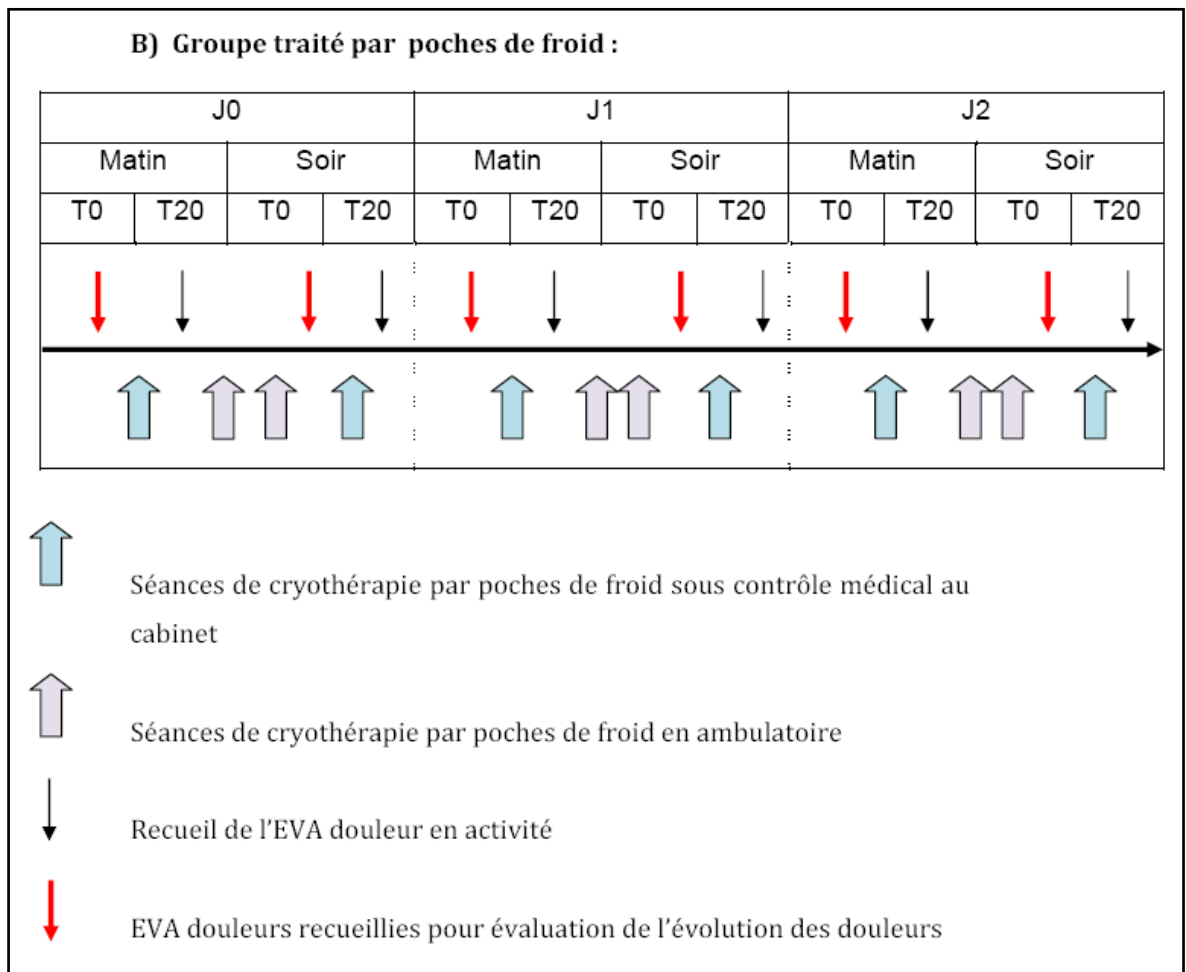 B) Groupe traité par poches de froid :
J0 J1 J2
Matin Soir Matin Soir Matin Soir
T0 T20 T0 T20 T0 T20 T0 T20 T0 T20 T0 T20
Séances de cryothérapie par poches de froid sous contrôle médical au
cabinet
Séances de cryothérapie par poches de froid en ambulatoire
Recueil de l'EVA douleur en activité
EVA douleurs recueillies pour évaluation de l'évolution des douleurs